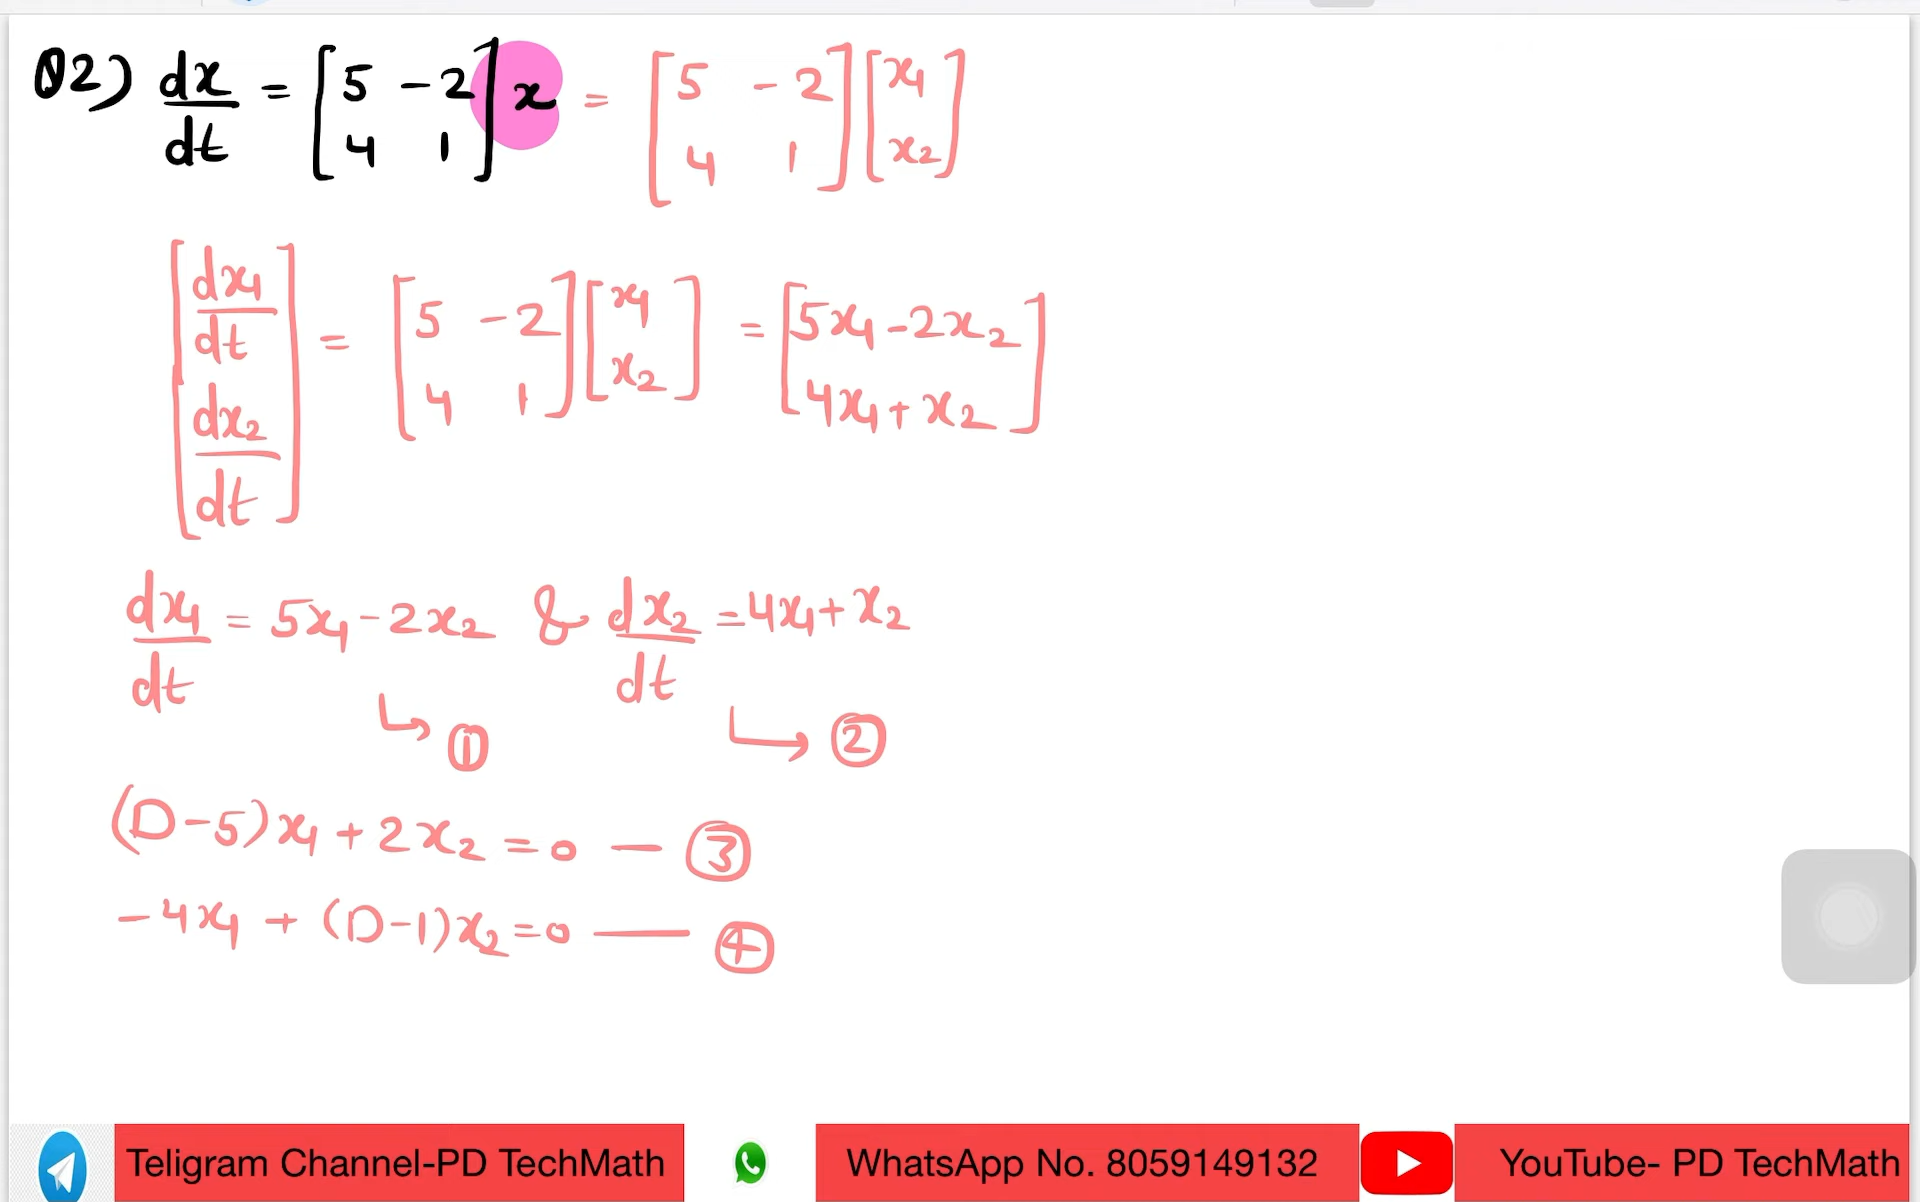 Q2) dx/dt = [5 -2; 4 1] x = [5 -2; 4 1] [x1; x2]
[dx1/dt; dx2/dt] = [5 -2; 4 1] [x1; x2] = [5x1 - 2x2; 4x1 + x2]
dx1/dt = 5x1 - 2x2 & dx2/dt = 4x1 + x2
↳ ① ↳ ②
(D-5)x1 + 2x2 = 0 — ③
-4x1 + (D-1)x2 = 0 — ④
Teligram Channel-PD TechMath
WhatsApp No. 8059149132
YouTube- PD TechMath